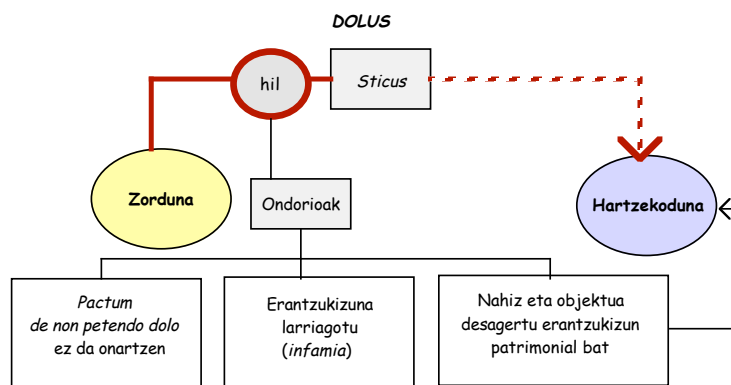 DOLUS
hil
Sticus
Zorduna
Ondorioak
Hartzekoduna
Pactum
de non petendo dolo
ez da onartzen
Erantzukizuna
larriagotu
(infamia)
Nahiz eta objektua
desagertu erantzukizun
patrimonial bat